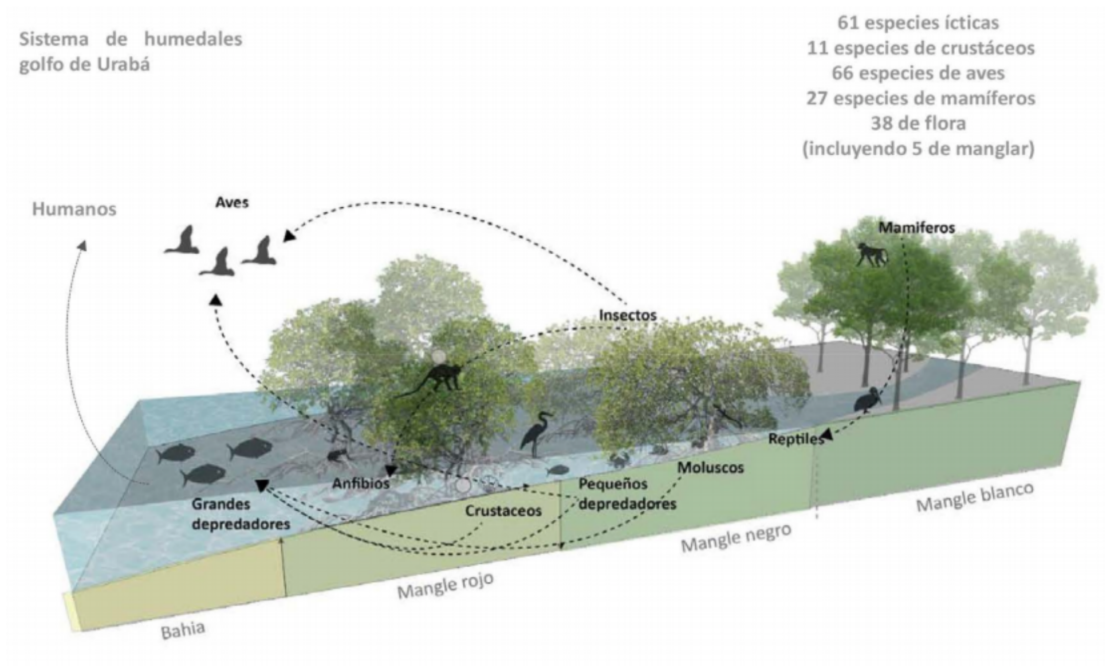 Sistema de humedales
golfo de Urabá
61 especies ícticas
11 especies de crustáceos
66 especies de aves
27 especies de mamíferos
38 de flora
(incluyendo 5 de manglar)
Humanos
Aves
Mamiferos
Insectos
Reptiles
Moluscos
Anfibios
Pequeños
depredadores
Grandes
depredadores
Crustaceos
Mangle blanco
Mangle negro
Mangle rojo
Bahia